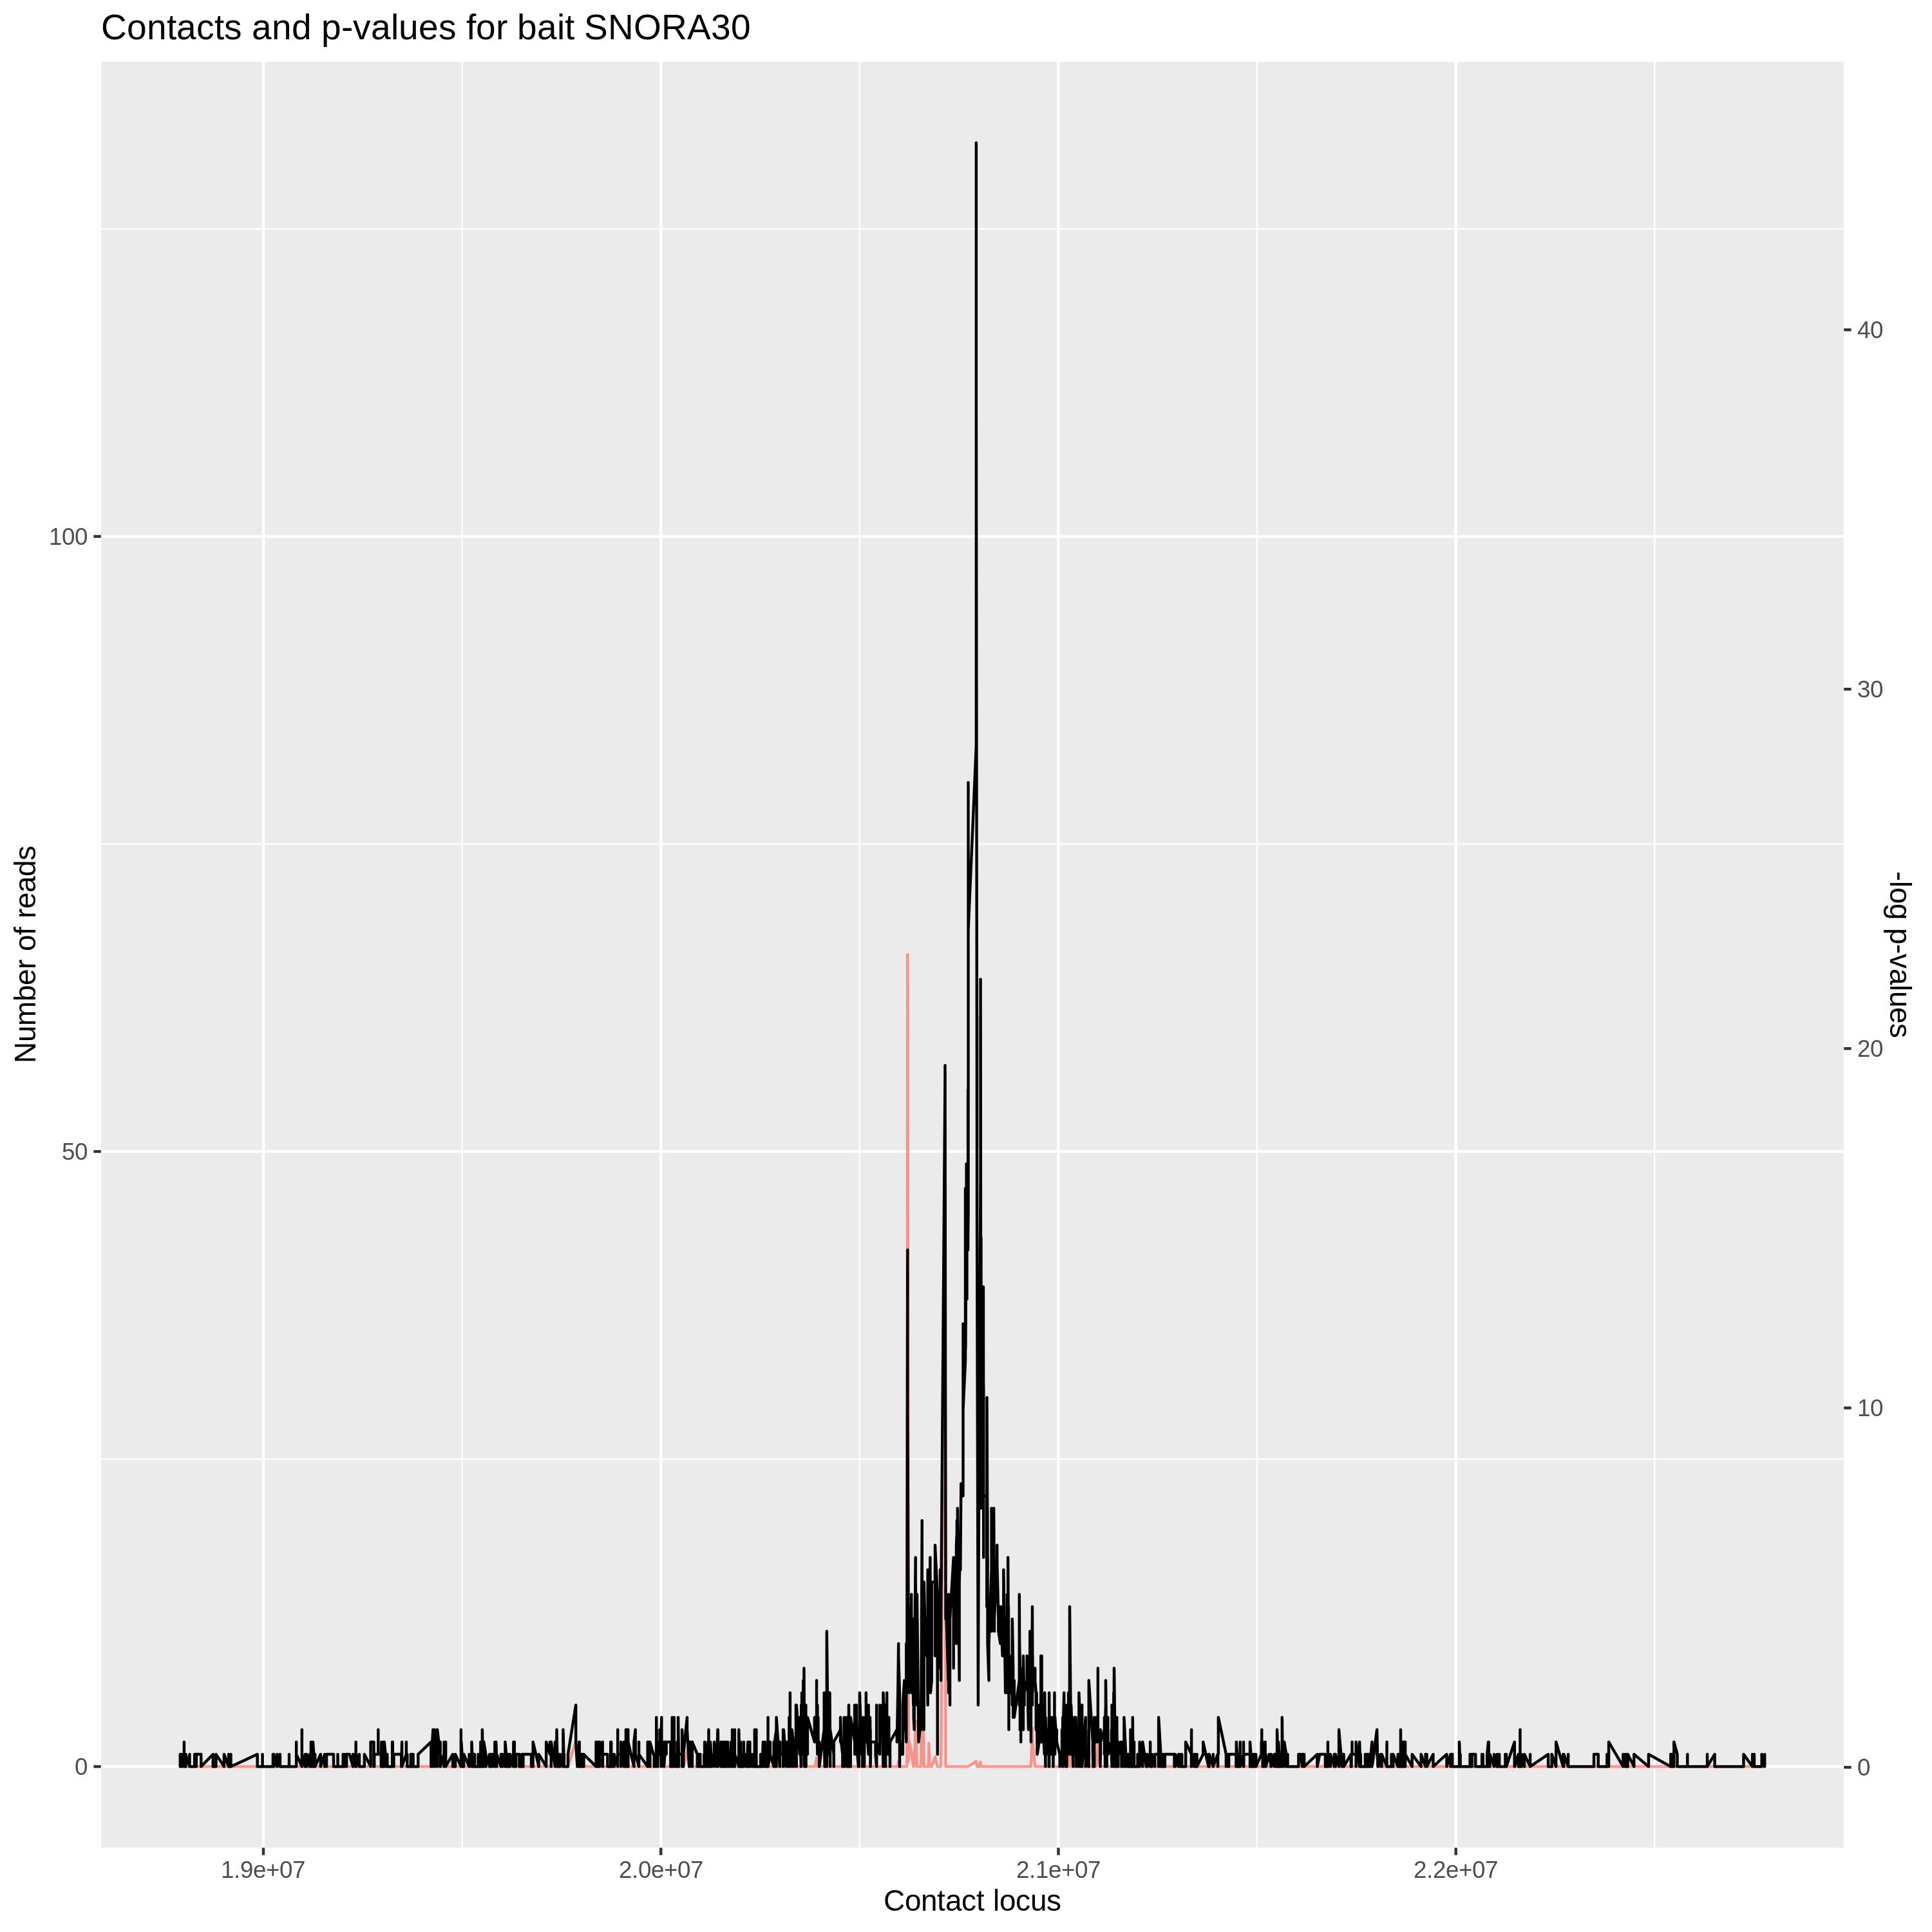 Contacts and p-values for bait SNORA30
Number of reads
100
50
0
40
30
20
10
0
-log p-values
1.9e+07
2.0e+07
2.1e+07
2.2e+07
Contact locus